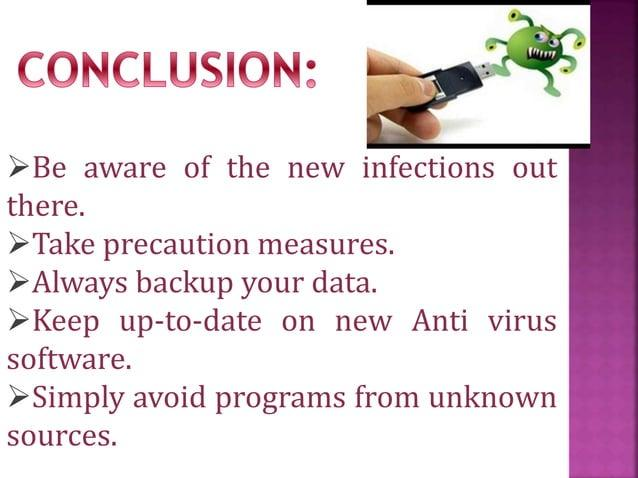 CONCLUSION:
➢Be aware of the new infections out
there.
➢Take precaution measures.
➢Always backup your data.
➢Keep up-to-date on new Anti virus
software.
➢Simply avoid programs from unknown
sources.